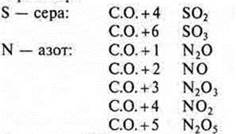 S — сера: С.О.+4 SO₂
С.О.+6 SO₃
N — азот: С.О.+1 N₂O
С.О.+2 NO
С.О.+3 N₂O₃
С.О.+4 NO₂
С.О.+5 N₂O₅